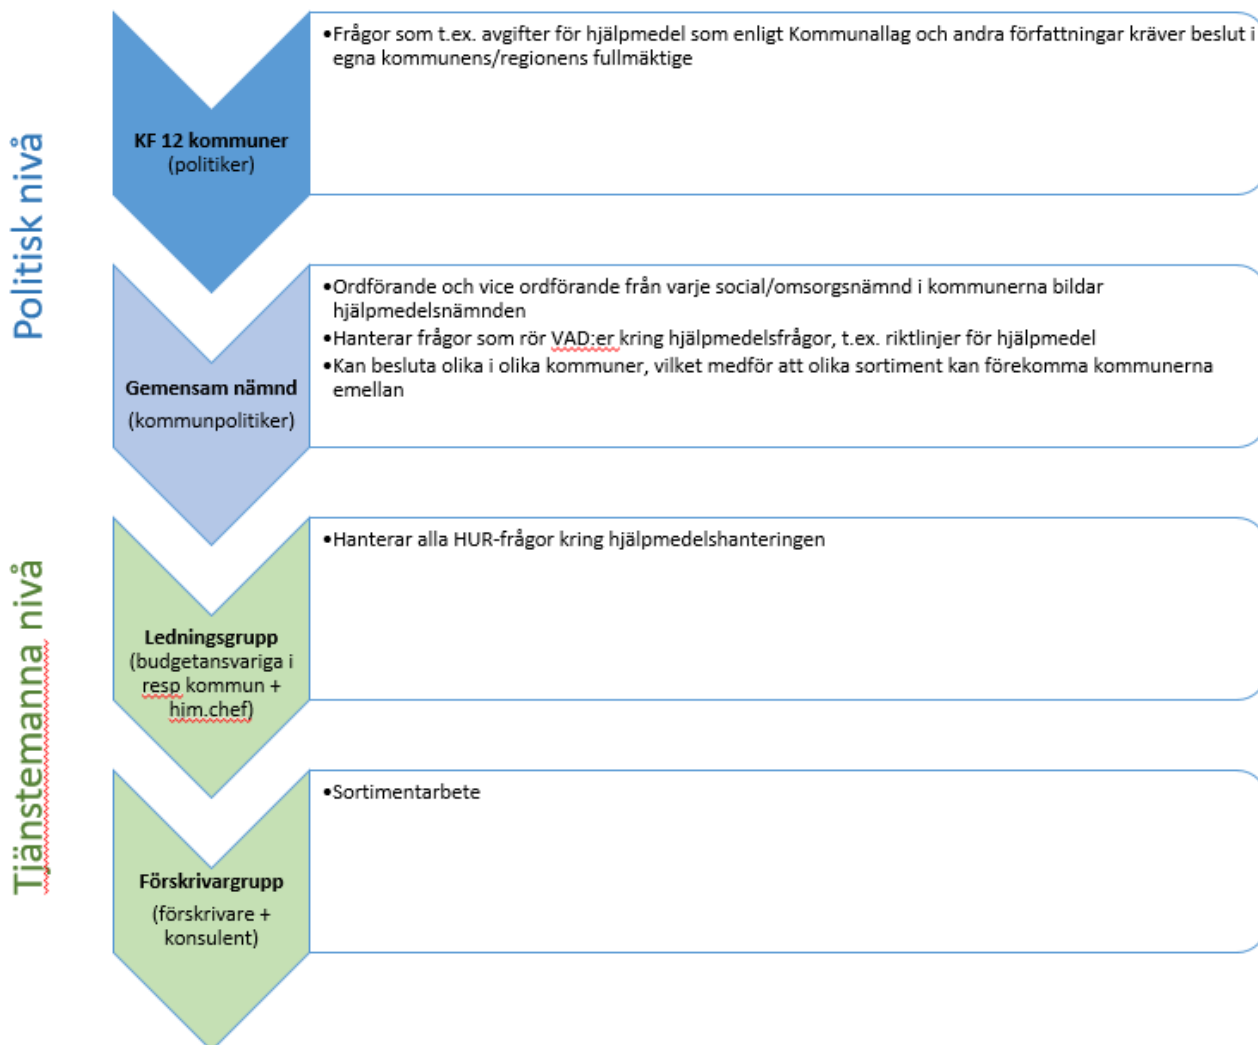 Politisk nivå
KF 12 kommuner
(politiker)
•Frågor som t.ex. avgifter för hjälpmedel som enligt Kommunallag och andra författningar kräver beslut i
egna kommunens/regionens fullmäktige
Gemensam nämnd
(kommunpolitiker)
•Ordförande och vice ordförande från varje social/omsorgsnämnd i kommunerna bildar
hjälpmedelsnämnden
•Hanterar frågor som rör VAD:er kring hjälpmedelsfrågor, t.ex. riktlinjer för hjälpmedel
•Kan besluta olika i olika kommuner, vilket medför att olika sortiment kan förekomma kommunerna
emellan
Tjänstemanna nivå
Ledningsgrupp
(budgetansvariga i
resp kommun +
hjm.chef)
•Hanterar alla HUR-frågor kring hjälpmedelshanteringen
Förskrivargrupp
(förskrivare +
konsulent)
•Sortimentarbete